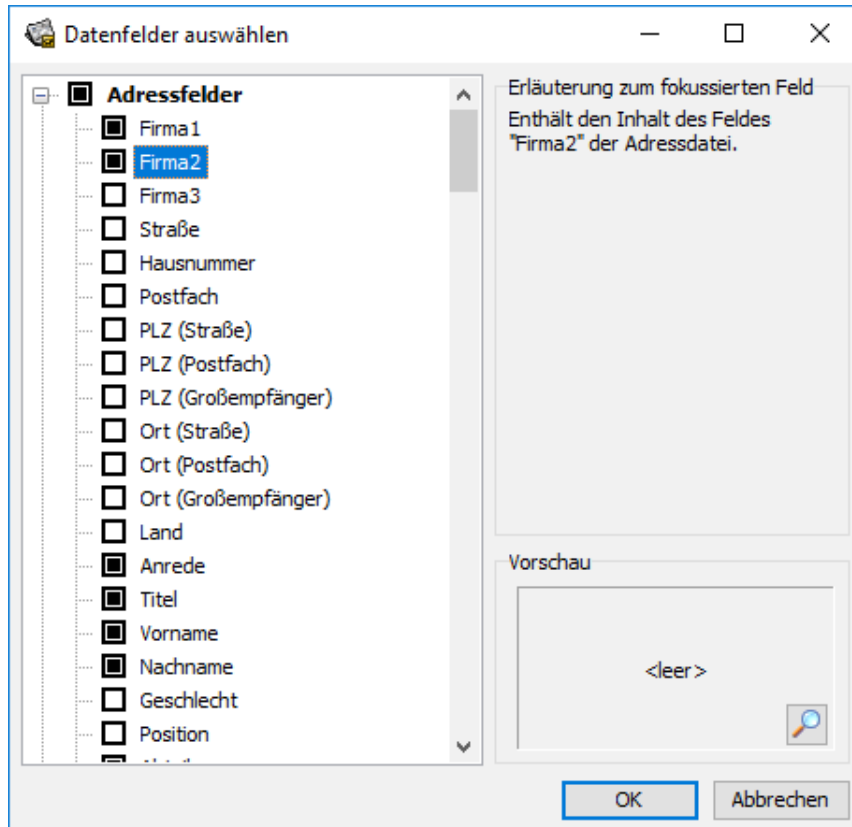 Datenfelder auswählen
Adressfelder
Firma1
Firma2
Firma3
Straße
Hausnummer
Postfach
PLZ (Straße)
PLZ (Postfach)
PLZ (Großempfänger)
Ort (Straße)
Ort (Postfach)
Ort (Großempfänger)
Land
Anrede
Titel
Vorname
Nachname
Geschlecht
Position
Erläuterung zum fokussierten Feld
Enthält den Inhalt des Feldes
"Firma2" der Adressdatei.
Vorschau
<leer>
OK
Abbrechen